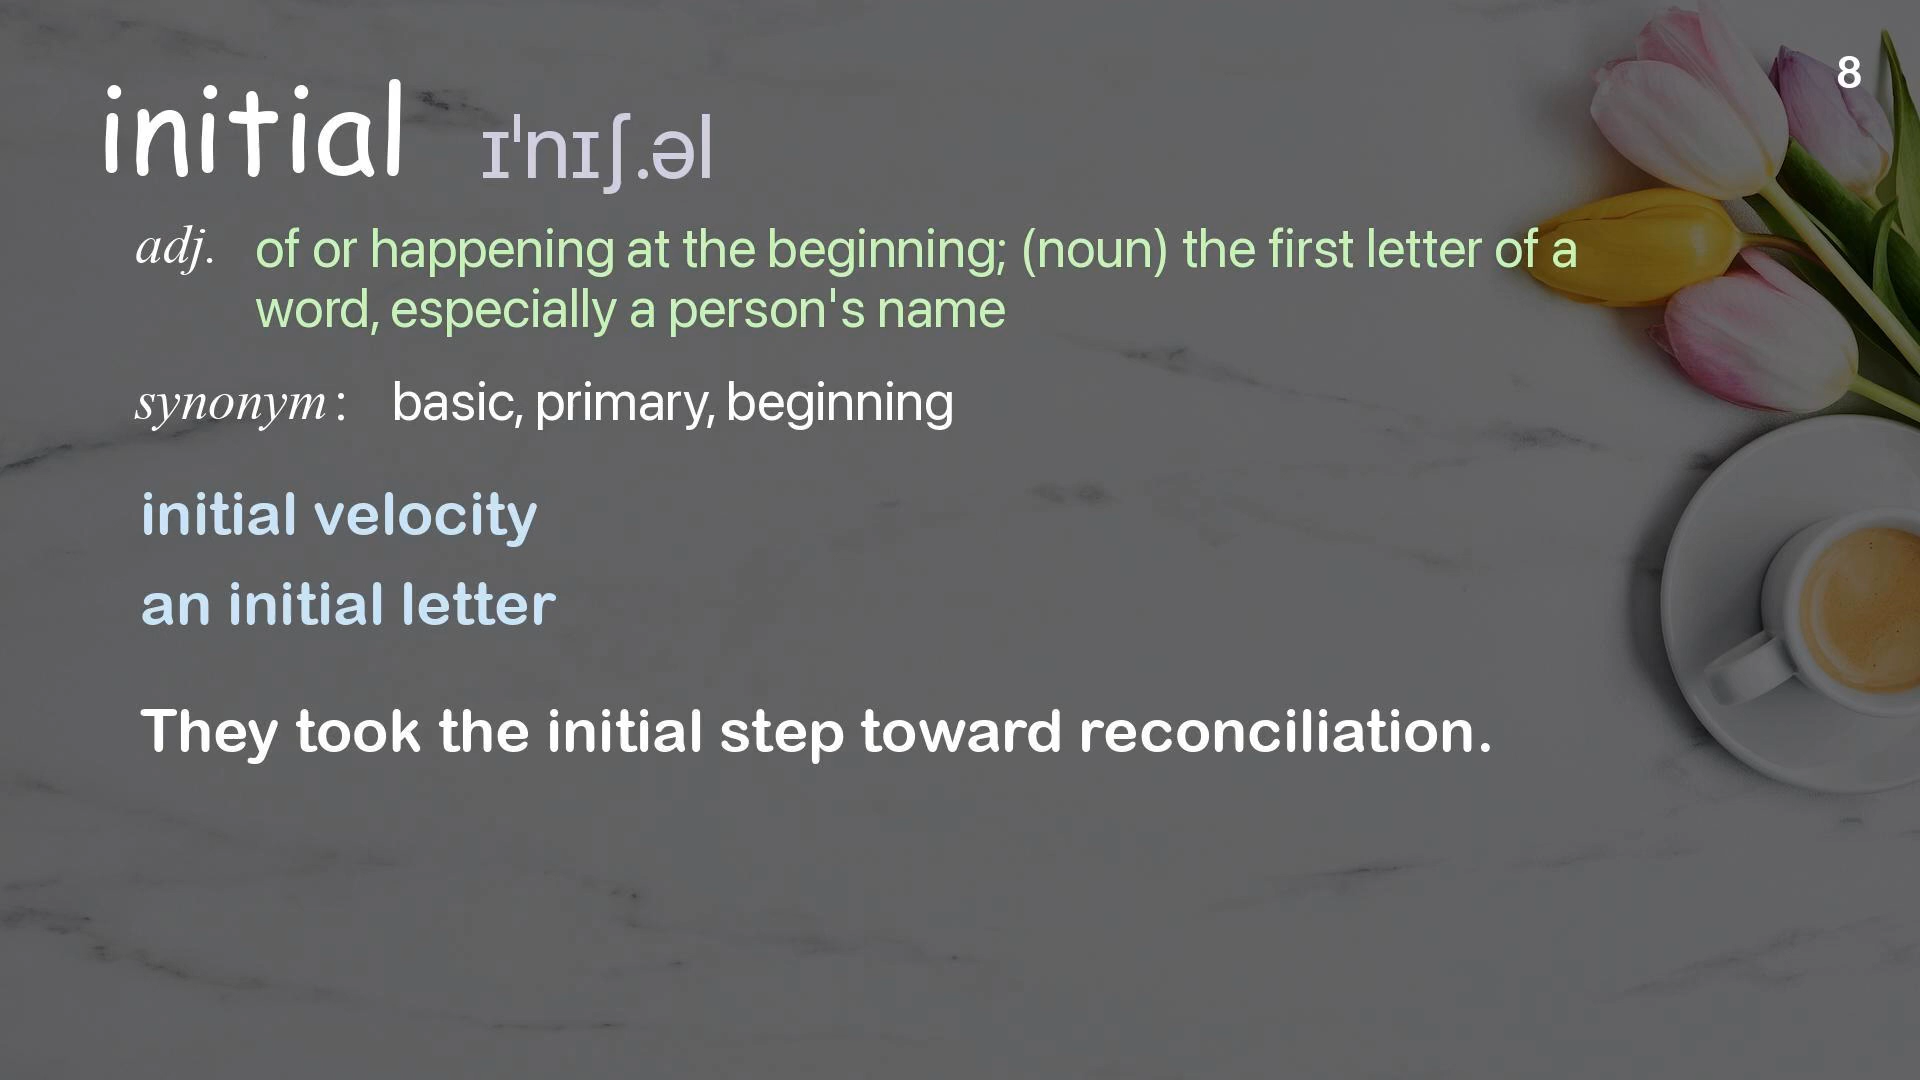 8
initial ɪˈnɪʃ.əl
adj. of or happening at the beginning; (noun) the first letter of a
word, especially a person's name
synonym : basic, primary, beginning
initial velocity
an initial letter
They took the initial step toward reconciliation.